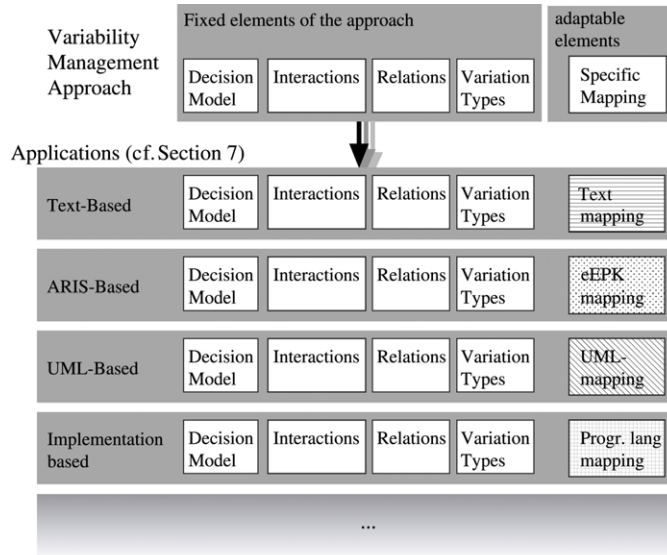 Variability
Management
Approach
Fixed elements of the approach
Decision
Model
Interactions
Relations
Variation
Types
adaptable
elements
Specific
Mapping
Applications (cf. Section 7)
Text-Based
Decision
Model
Interactions
Relations
Variation
Types
Text
mapping
ARIS-Based
Decision
Model
Interactions
Relations
Variation
Types
eEPK
mapping
UML-Based
Decision
Model
Interactions
Relations
Variation
Types
UML-
mapping
Implementation
based
Decision
Model
Interactions
Relations
Variation
Types
Progr. lang
mapping
...